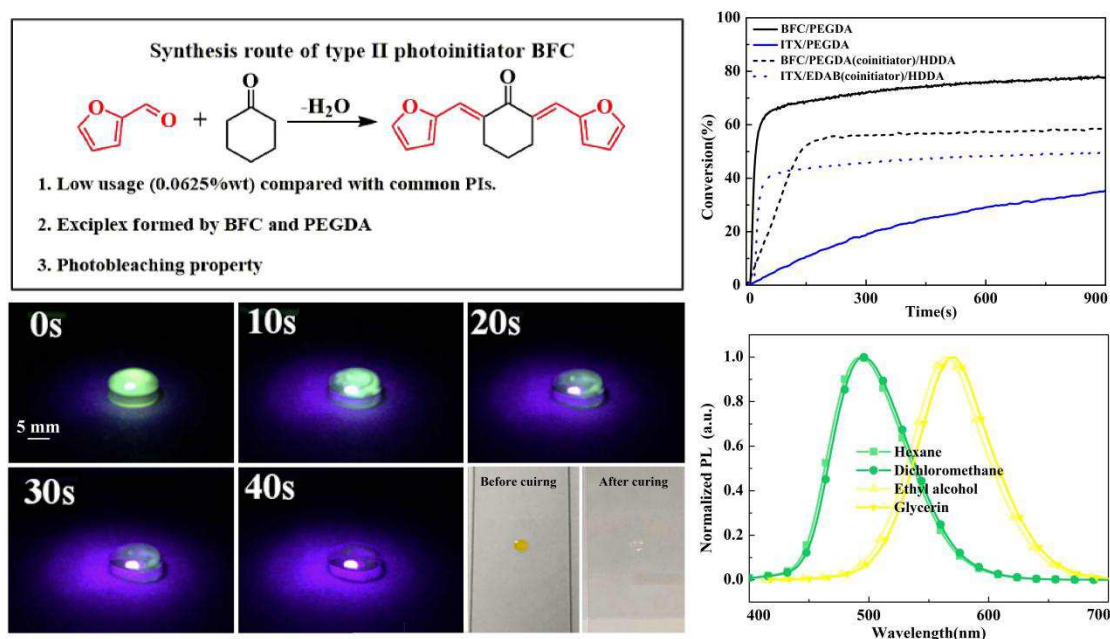 Synthesis route of type II photoinitiator BFC
O
O
+
O
-H₂O
O
O
O
1. Low usage (0.0625%wt) compared with common PIs.
2. Exciplex formed by BFC and PEGDA
3. Photobleaching property
0s
10s
20s
5 mm
30s
40s
Before cuirng
After curing
BFC/PEGDA
ITX/PEGDA
BFC/PEGDA(coinitiator)/HDDA
ITX/EDAB(coinitiator)/HDDA
Conversion(%)
100
80
60
40
20
0
0
300
600
900
Time(s)
Normalized PL (a.u.)
1.0
0.8
0.6
0.4
0.2
0.0
Hexane
Dichloromethane
Ethyl alcohol
Glycerin
400
500
600
700
Wavelength(nm)